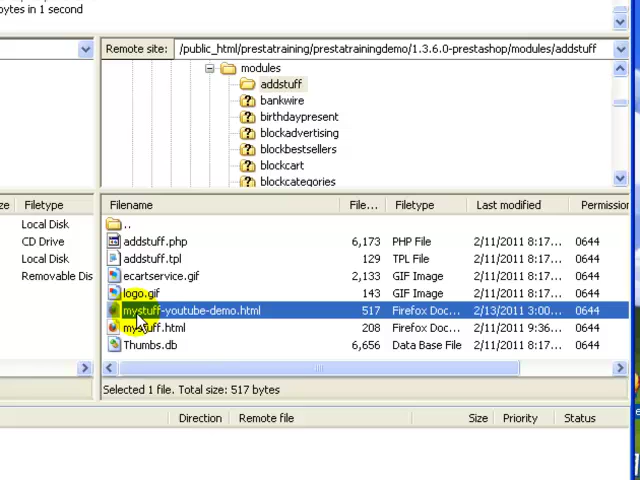 bytes in 1 second
Remote site: /public_html/prestatraining/prestatrainingdemo/1.3.6.0-prestashop/modules/addstuff
modules
addstuff
bankwire
birthdaypresent
blockadvertising
blockbestsellers
blockcart
blockcategories
ze Filetype
Local Disk
CD Drive
Local Disk
Removable Dis
Filename File... Filetype Last modified Permission
..
addstuff.php 6,173 PHP File 2/11/2011 8:17... 0644
addstuff.tpl 129 TPL File 2/11/2011 8:17... 0644
ecartservice.gif 2,133 GIF Image 2/11/2011 8:17... 0644
logo.gif 143 GIF Image 2/11/2011 8:17... 0644
mystuff-youtube-demo.html 517 Firefox Doc... 2/13/2011 3:00... 0644
mystuff.html 208 Firefox Doc... 2/11/2011 9:36... 0644
Thumbs.db 6,656 Data Base File 2/11/2011 8:17... 0644
Selected 1 file. Total size: 517 bytes
Direction Remote file Size Priority Status